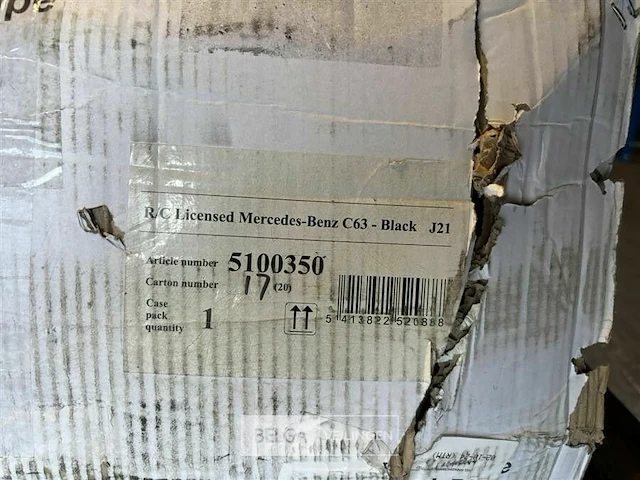 R/C Licensed Mercedes-Benz C63 - Black J21
Article number 5100350
Carton number 17 (20)
Case pack quantity 1
5 413822 520888